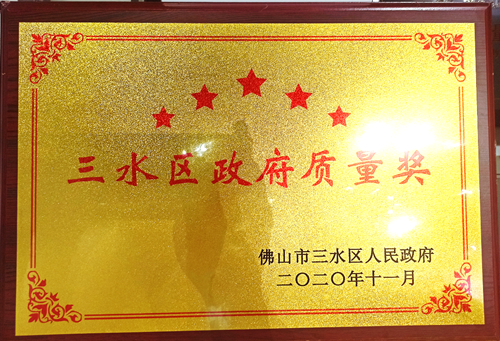 三水区政府质量奖
佛山市三水区人民政府
二〇二〇年十一月